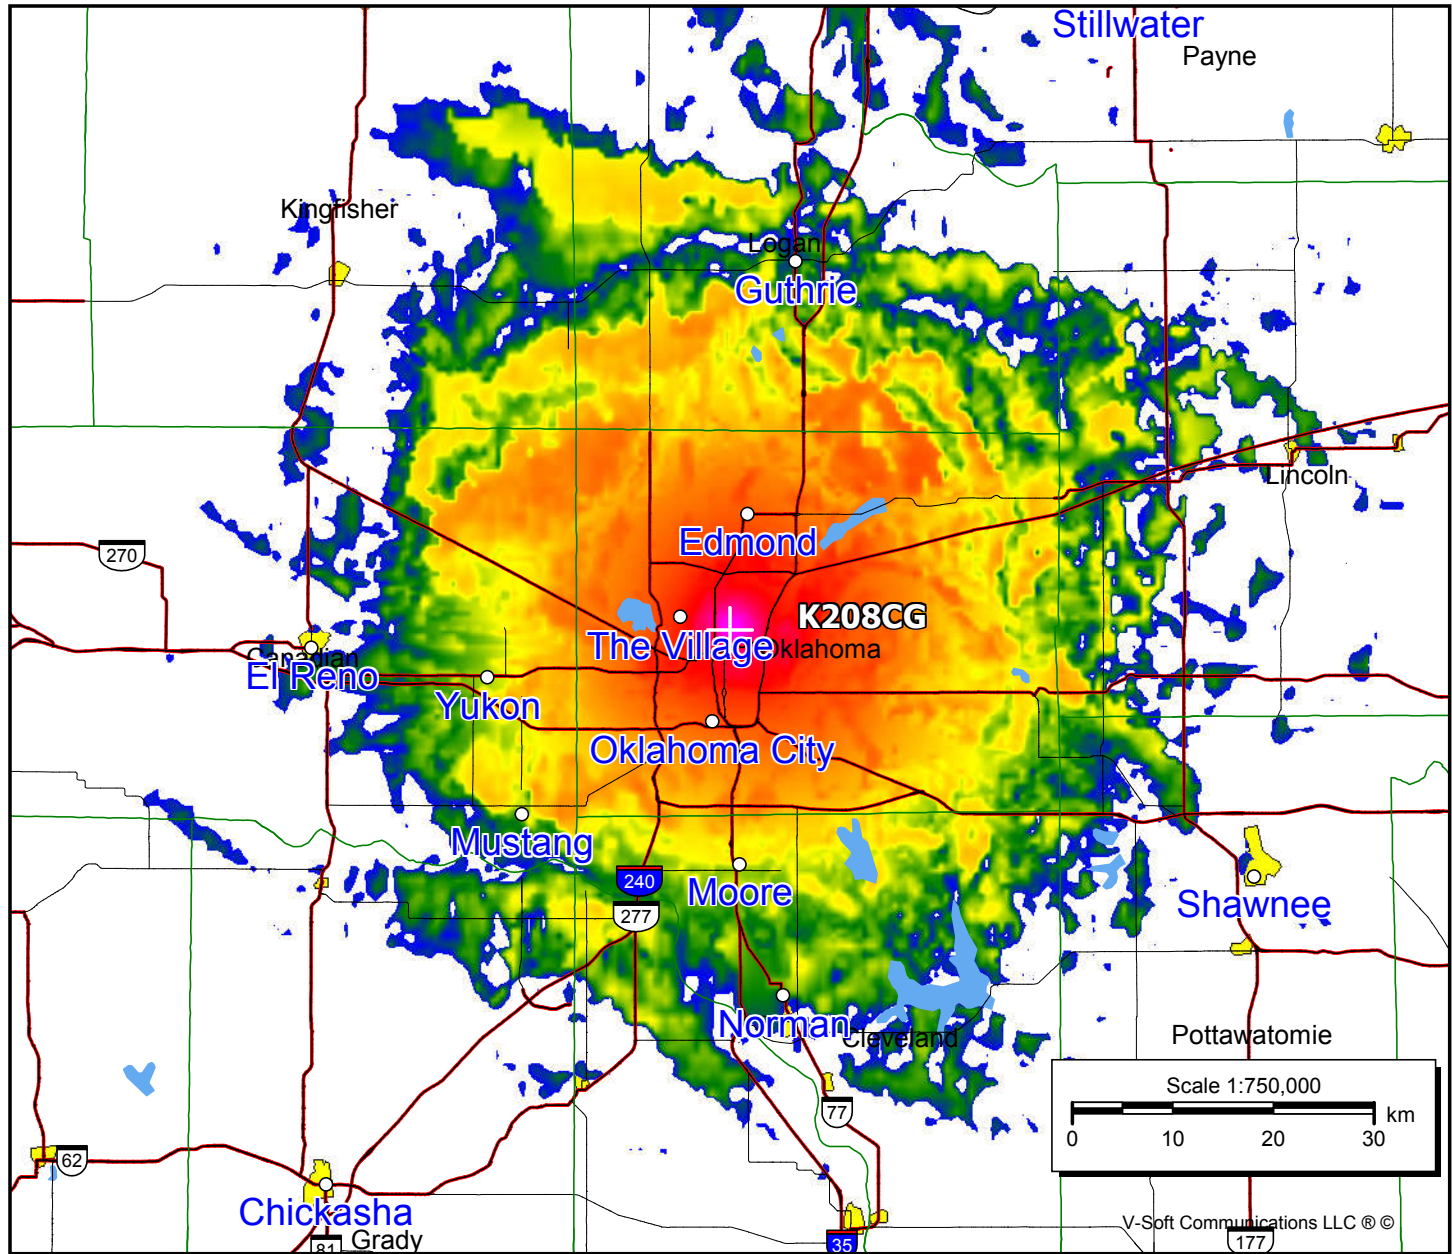 Stillwater
Payne
Kingfisher
Logan
Guthrie
Lincoln
Edmond
270
K208CG
The Village
Oklahoma
Canadian
El Reno
Yukon
Oklahoma City
Mustang
240
Moore
277
Shawnee
Norman
Cleveland
Pottawatomie
Scale 1:750,000
km
0 10 20 30
77
62
Chickasha
V-Soft Communications LLC ® ©
81
Grady
35
177